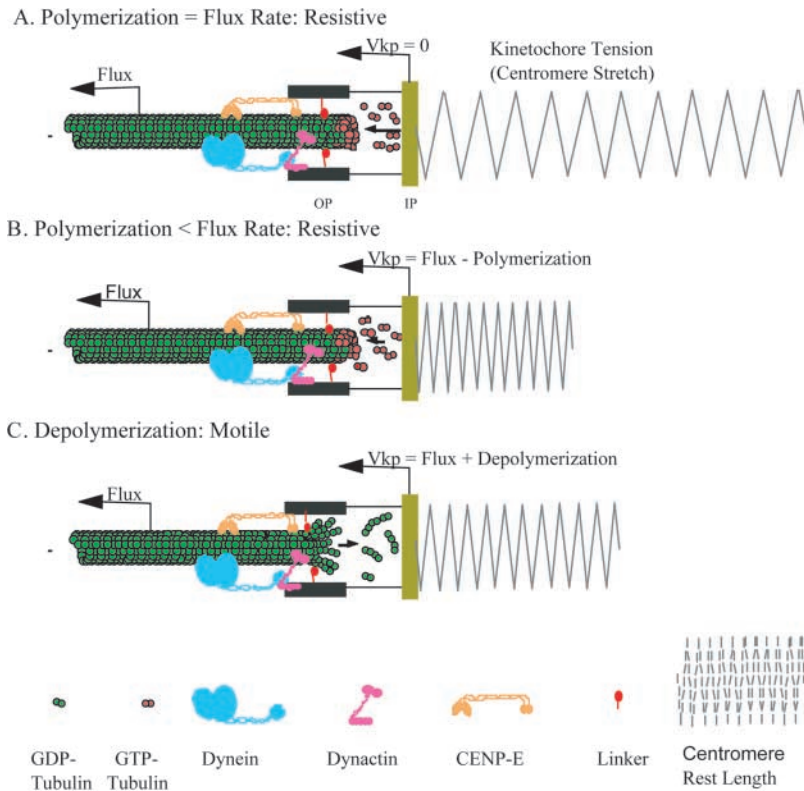 A. Polymerization = Flux Rate: Resistive
Vkp = 0
Kinetochore Tension
(Centromere Stretch)
Flux
-
OP
IP
B. Polymerization < Flux Rate: Resistive
Vkp = Flux - Polymerization
Flux
-
C. Depolymerization: Motile
Vkp = Flux + Depolymerization
Flux
-
GDP-
Tubulin
GTP-
Tubulin
Dynein
Dynactin
CENP-E
Linker
Centromere
Rest Length